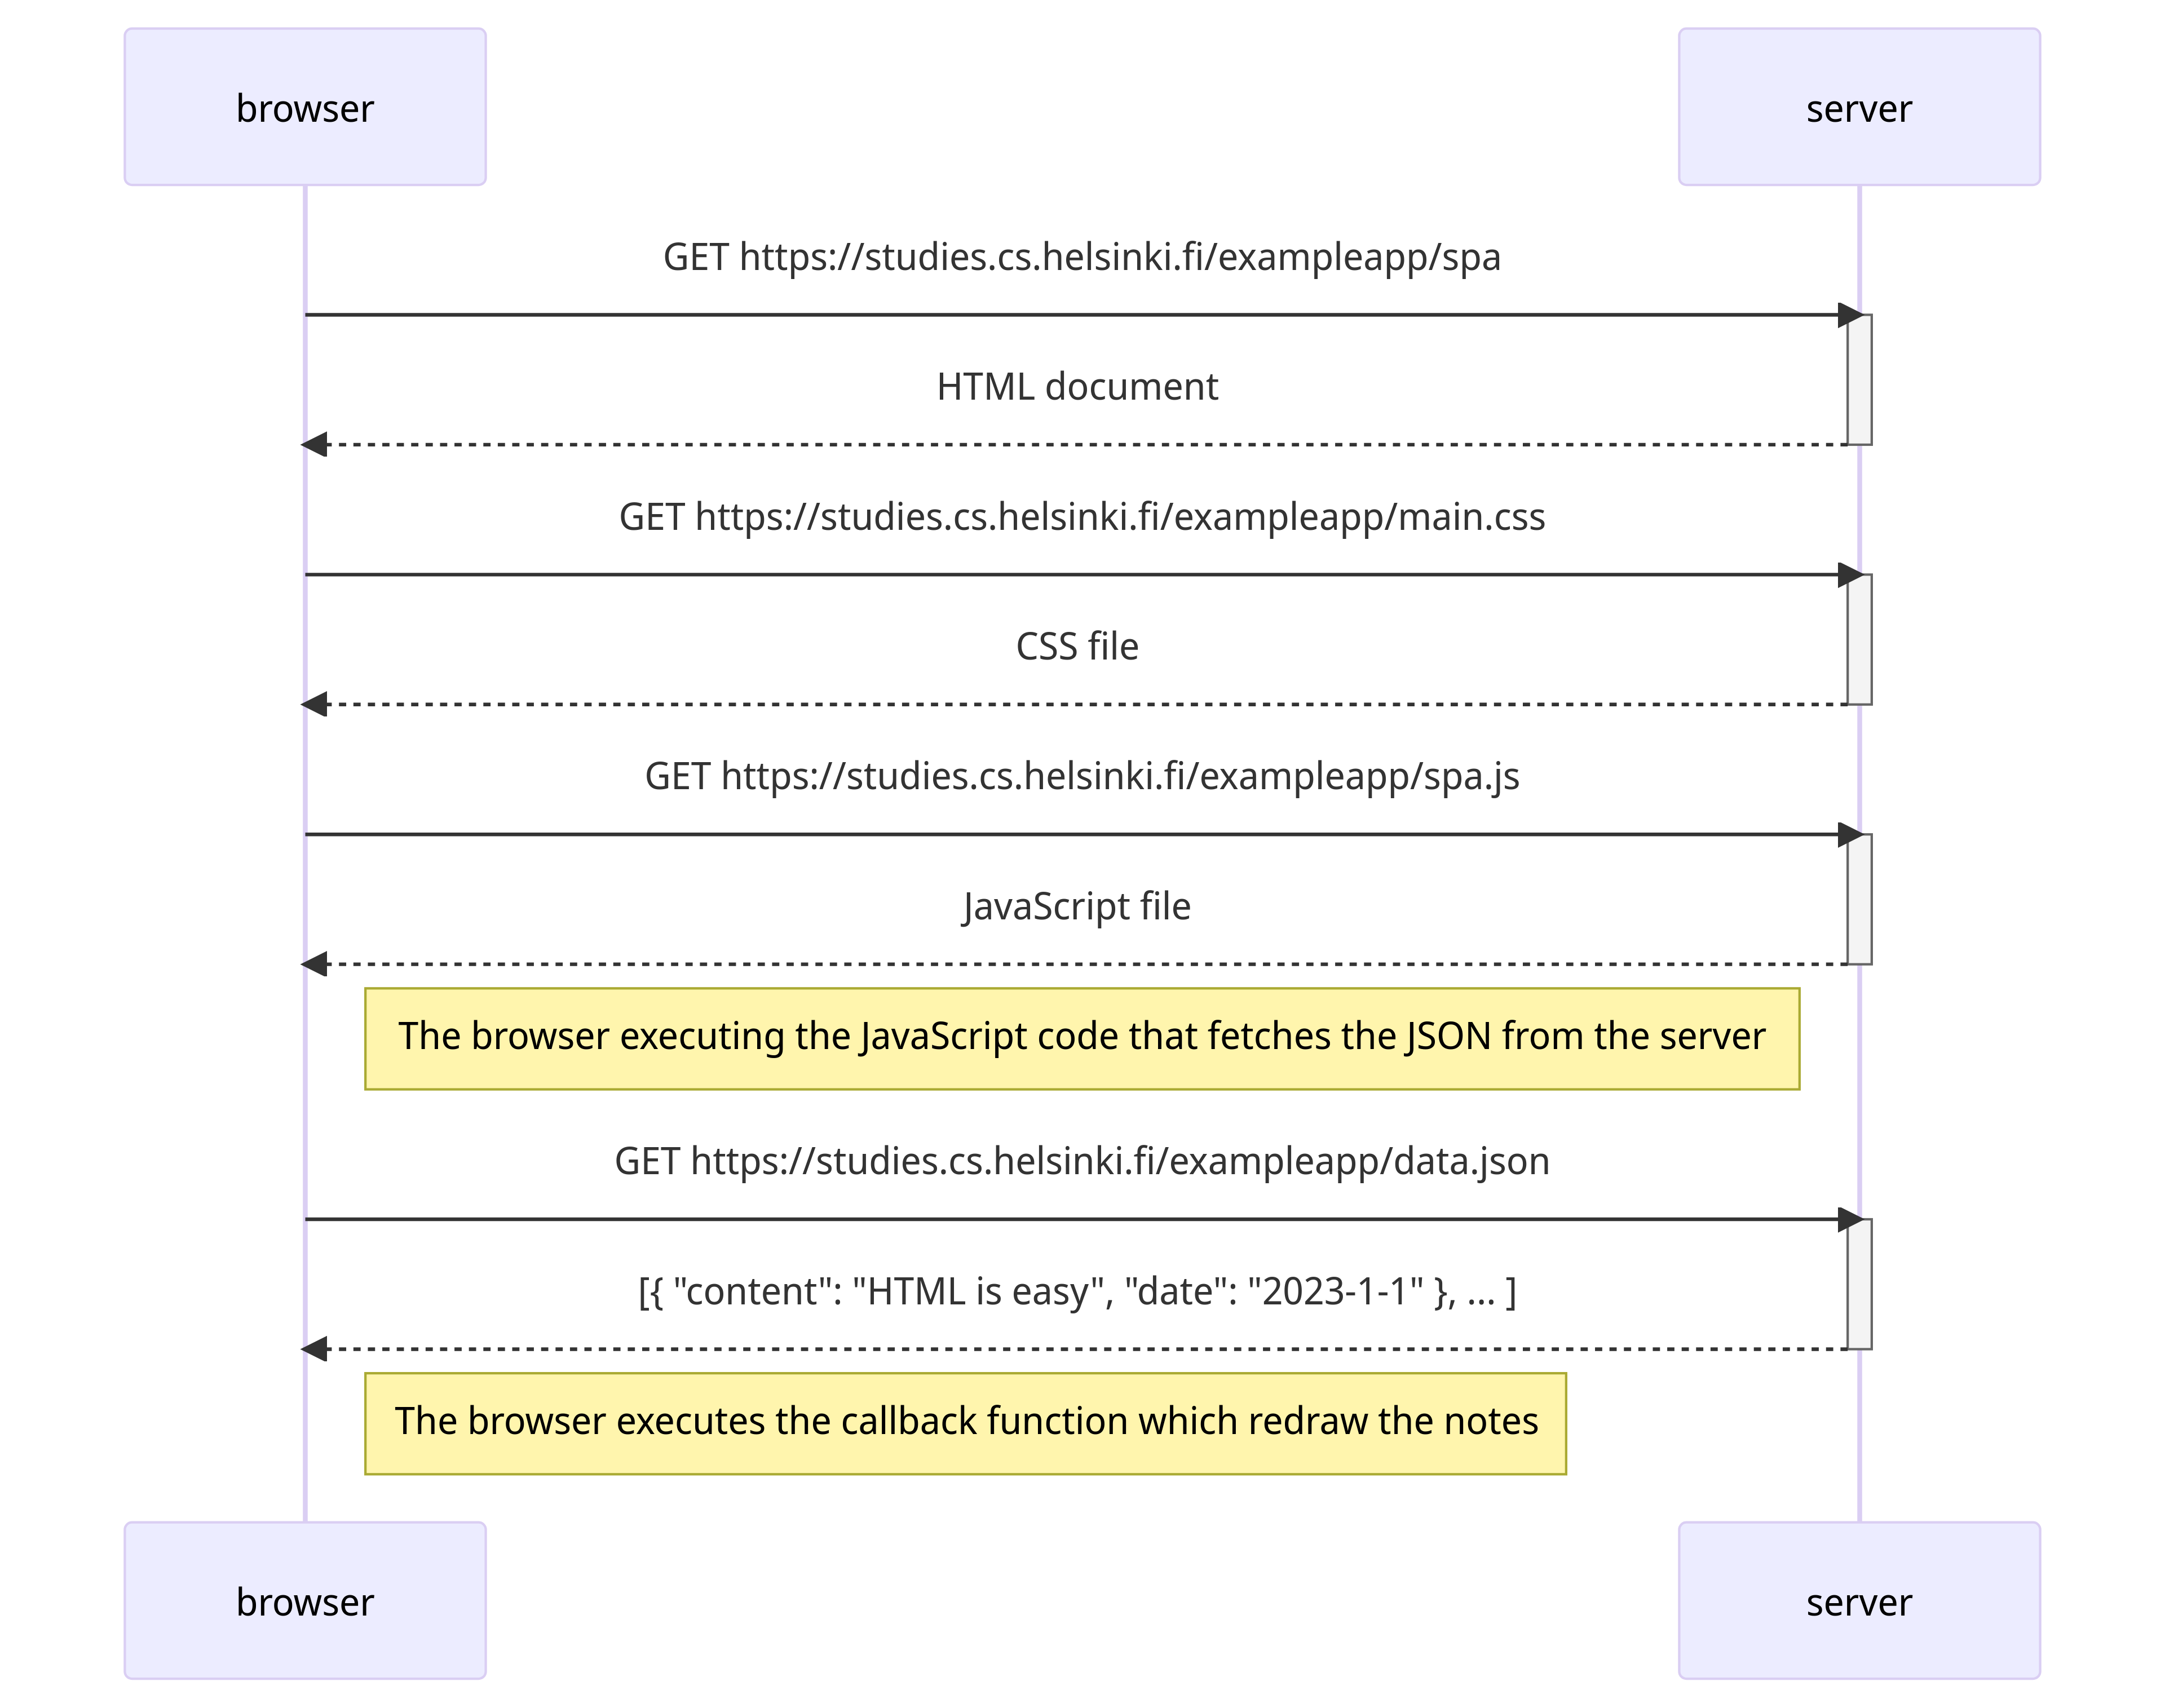 browser
server
GET https://studies.cs.helsinki.fi/exampleapp/spa
HTML document
GET https://studies.cs.helsinki.fi/exampleapp/main.css
CSS file
GET https://studies.cs.helsinki.fi/exampleapp/spa.js
JavaScript file
The browser executing the JavaScript code that fetches the JSON from the server
GET https://studies.cs.helsinki.fi/exampleapp/data.json
[{ "content": "HTML is easy", "date": "2023-1-1" }, ... ]
The browser executes the callback function which redraw the notes
browser
server